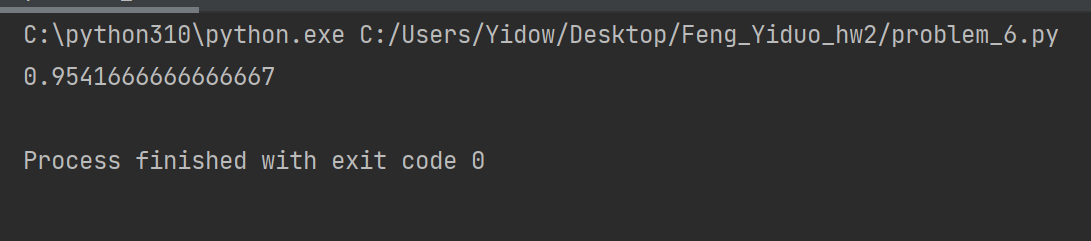 C:\python310\python.exe C:/Users/Yidow/Desktop/Feng_Yiduo_hw2/problem_6.py
0.9541666666666667
Process finished with exit code 0